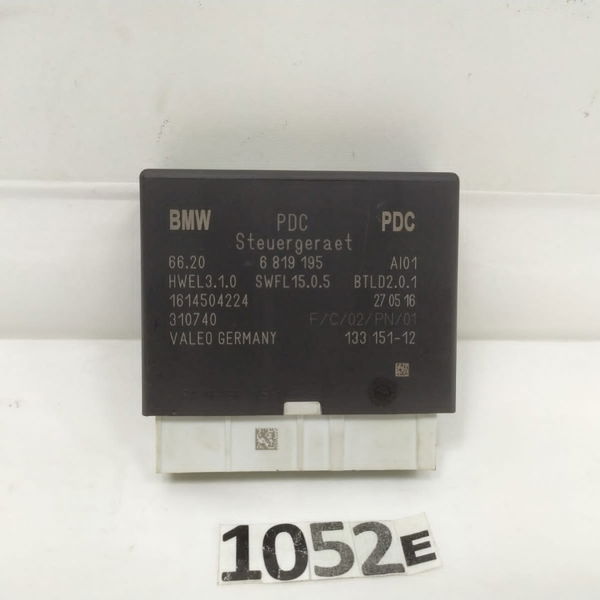 BMW PDC PDC
Steuergeraet
66.20 6 819 195 AI01
HWEL3.1.0 SWFL15.0.5 BTLD2.0.1
1614504224 27 05 16
310740 F/C/02/PN/01
VALEO GERMANY 133 151-12
1052E